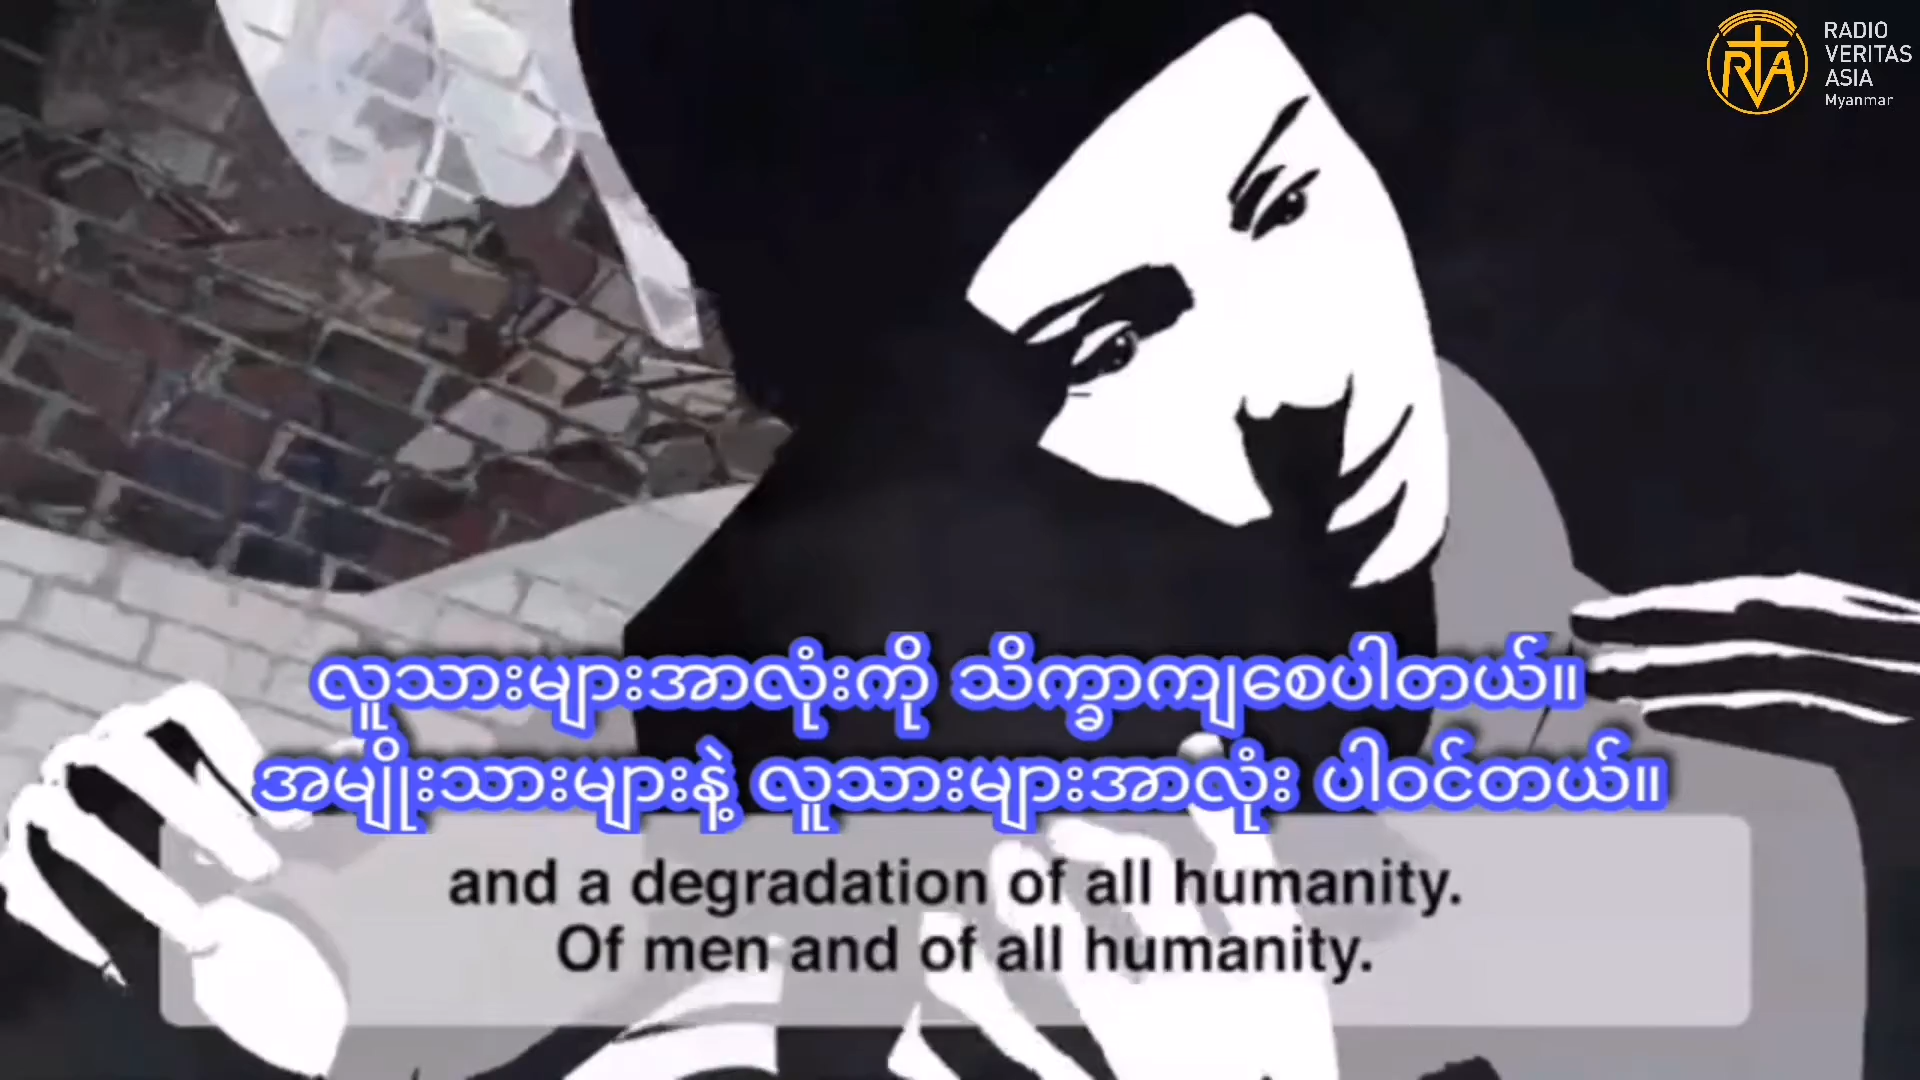 RVA
RADIO
VERITAS
ASIA
Myanmar
လူသားများအားလုံးကို သိက္ခာကျစေပါတယ်။
အမျိုးသားများနဲ့ လူသားများအားလုံး ပါဝင်တယ်။
and a degradation of all humanity.
Of men and of all humanity.